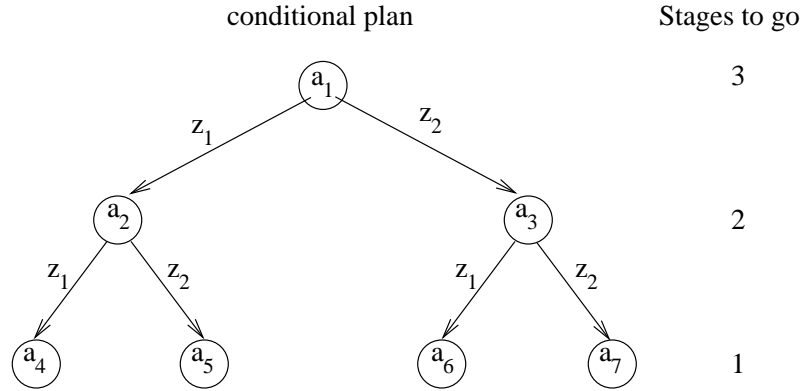 conditional plan Stages to go
a1 3
z1 z2
a2 a3 2
z1 z2 z1 z2
a4 a5 a6 a7 1